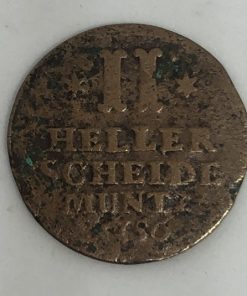 * II *
HELLER
SCHEIDE
MUNTZ